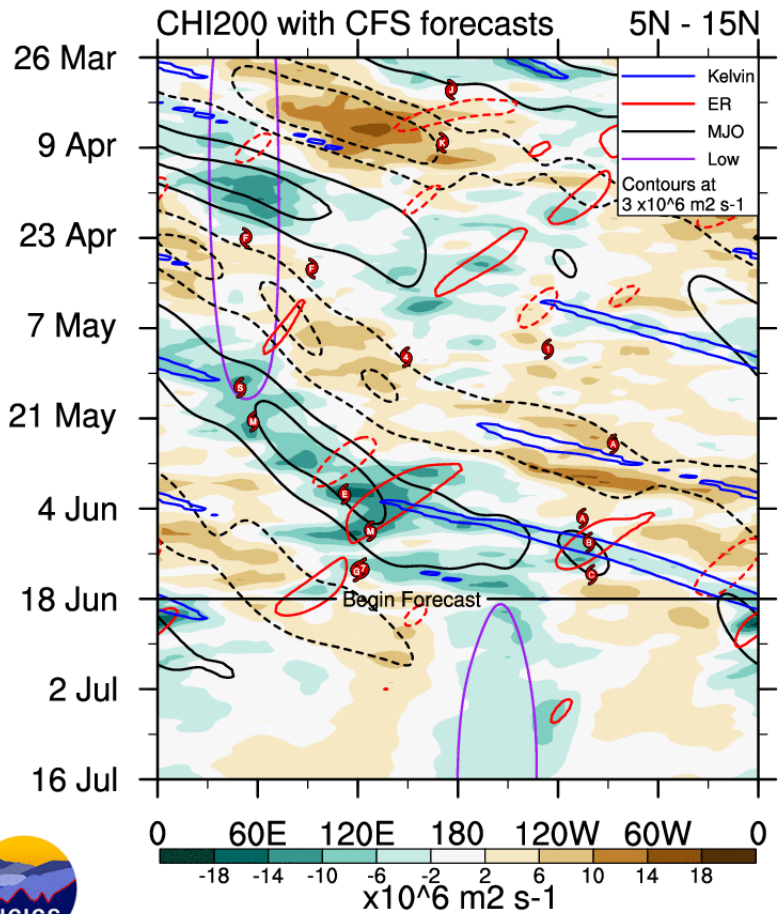 CHI200 with CFS forecasts 5N - 15N
26 Mar
9 Apr
23 Apr
7 May
21 May
4 Jun
18 Jun
2 Jul
16 Jul
Kelvin
ER
MJO
Low
Contours at
3 x10^6 m2 s-1
J
K
F
F
4
1
S
M
A
E
A
M
B
G 7
C
Begin Forecast
0 60E 120E 180 120W 60W 0
-18 -14 -10 -6 -2 2 6 10 14 18
x10^6 m2 s-1